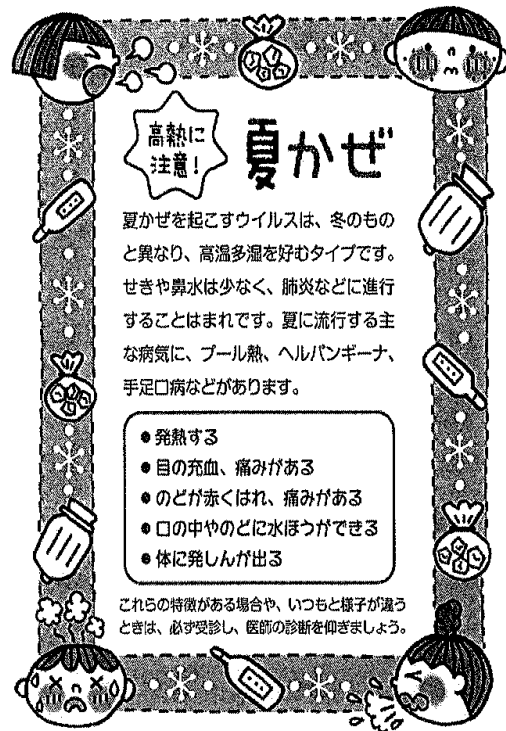 高熱に
注意！
夏かぜ
夏かぜを起こすウイルスは、冬のもの
と異なり、高温多湿を好むタイプです。
せきや鼻水は少なく、肺炎などに進行
することはまれです。夏に流行する主
な病気に、プール熱、ヘルパンギーナ、
手足口病などがあります。
●発熱する
●目の充血、痛みがある
●のどが赤くはれ、痛みがある
●口の中やのどに水ほうができる
●体に発しんが出る
これらの特徴がある場合や、いつもと様子が違う
ときは、必ず受診し、医師の診断を仰ぎましょう。